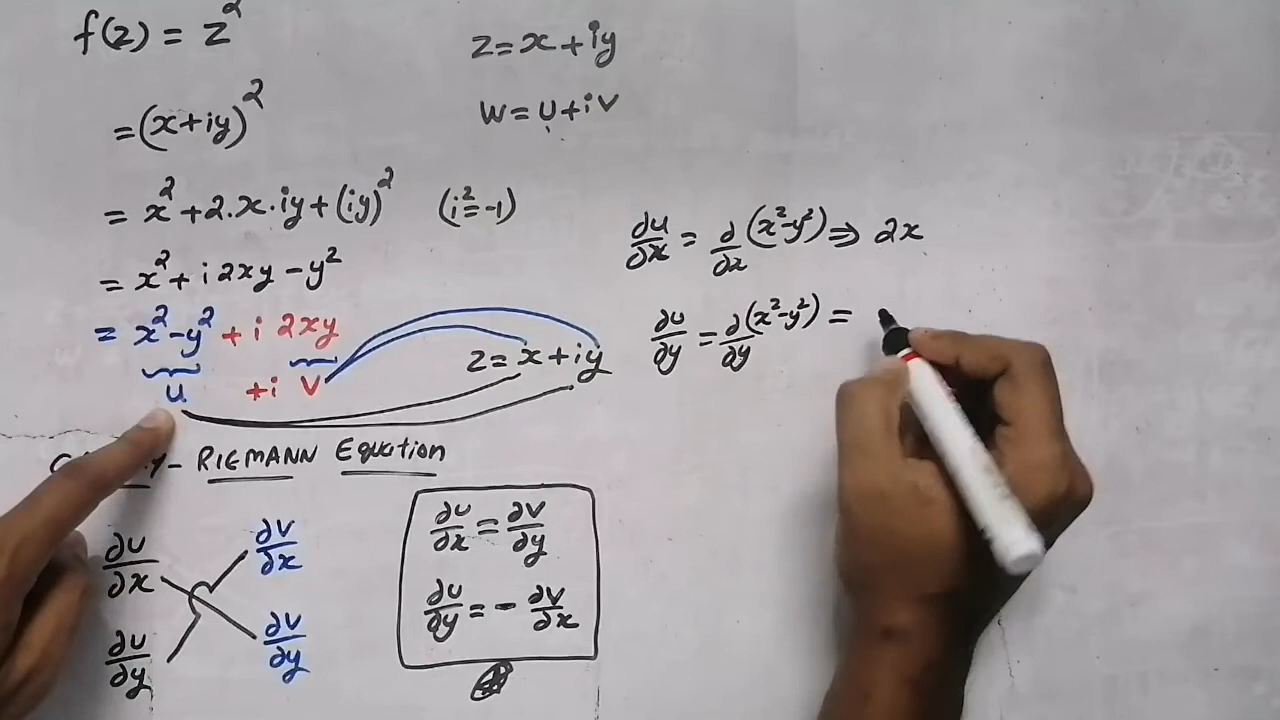 f(z) = z²
z = x + iy
= (x+iy)²
w = u + iv
= x² + 2·x·iy + (iy)² (i² = -1)
= x² + i 2xy - y²
= x² - y² + i 2xy
u + i v
z = x + iy
∂u/∂x = ∂/∂x (x² - y²) ⇒ 2x
∂u/∂y = ∂/∂y (x² - y²) =
- RIEMANN Equation
∂u/∂x ∂v/∂x
∂u/∂y ∂v/∂y
∂u/∂x = ∂v/∂y
∂u/∂y = - ∂v/∂x